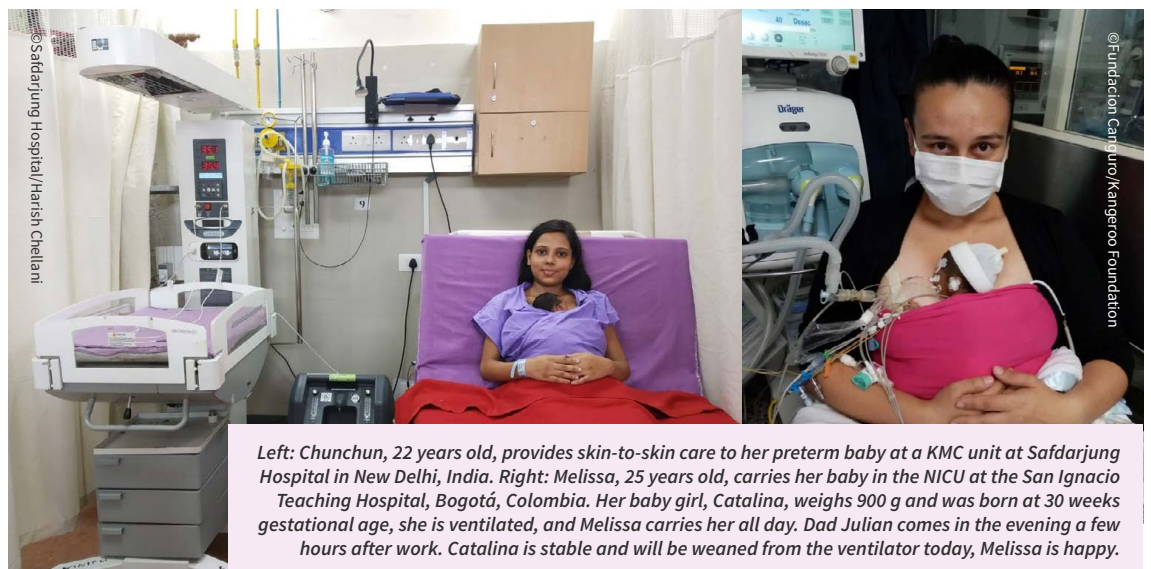 ©Safdarjung Hospital/Harish Chellani
9
Dräger
©Fundacion Canguro/Kangeroo Foundation
Left: Chunchun, 22 years old, provides skin-to-skin care to her preterm baby at a KMC unit at Safdarjung
Hospital in New Delhi, India. Right: Melissa, 25 years old, carries her baby in the NICU at the San Ignacio
Teaching Hospital, Bogotá, Colombia. Her baby girl, Catalina, weighs 900 g and was born at 30 weeks
gestational age, she is ventilated, and Melissa carries her all day. Dad Julian comes in the evening a few
hours after work. Catalina is stable and will be weaned from the ventilator today, Melissa is happy.